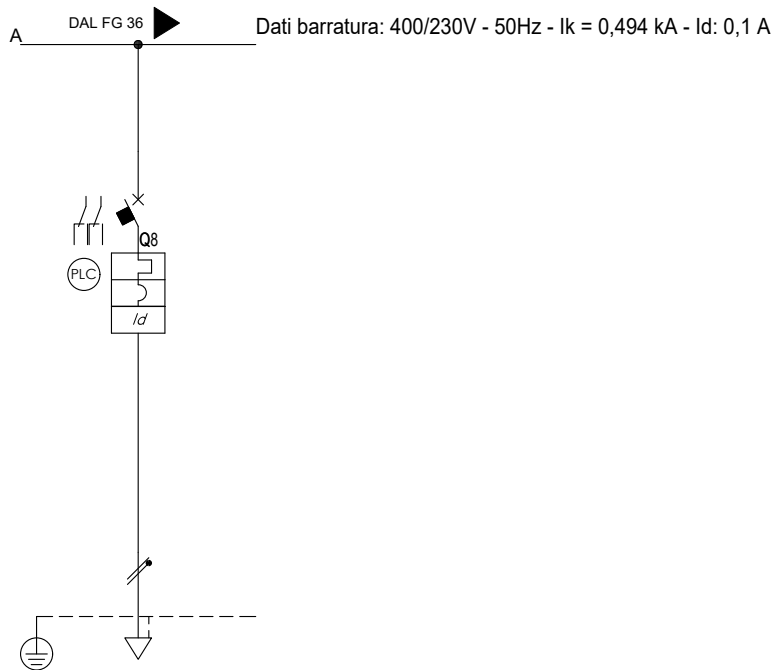 DAL FG 36
Dati barratura: 400/230V - 50Hz - Ik = 0,494 kA - Id: 0,1 A
A
Q8
PLC
Id